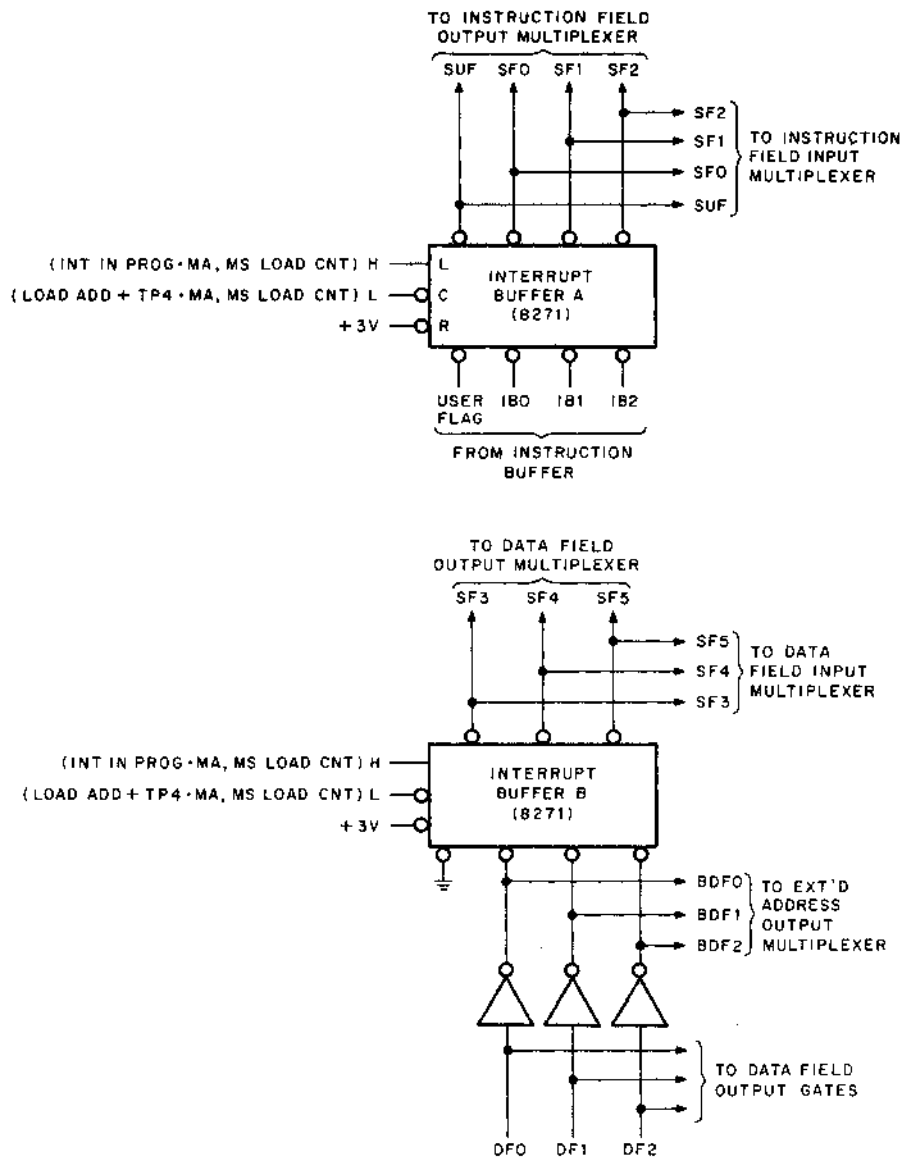 TO INSTRUCTION FIELD
OUTPUT MULTIPLEXER
SUF SF0 SF1 SF2
SF2
SF1
SF0
SUF
TO INSTRUCTION
FIELD INPUT
MULTIPLEXER
(INT IN PROG•MA, MS LOAD CNT) H
L
(LOAD ADD + TP4•MA, MS LOAD CNT) L
C
+3V
R
INTERRUPT
BUFFER A
(8271)
USER
FLAG
IB0
IB1
IB2
FROM INSTRUCTION
BUFFER
TO DATA FIELD
OUTPUT MULTIPLEXER
SF3 SF4 SF5
SF5
SF4
SF3
TO DATA
FIELD INPUT
MULTIPLEXER
(INT IN PROG•MA, MS LOAD CNT) H
(LOAD ADD + TP4•MA, MS LOAD CNT) L
+3V
INTERRUPT
BUFFER B
(8271)
BDF0
BDF1
BDF2
TO EXT'D
ADDRESS
OUTPUT
MULTIPLEXER
TO DATA FIELD
OUTPUT GATES
DF0 DF1 DF2